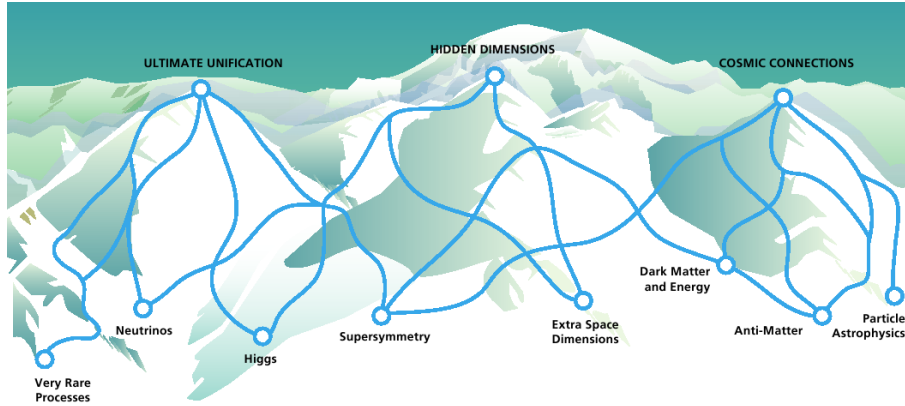 ULTIMATE UNIFICATION
HIDDEN DIMENSIONS
COSMIC CONNECTIONS
Very Rare
Processes
Neutrinos
Higgs
Supersymmetry
Extra Space
Dimensions
Dark Matter
and Energy
Anti-Matter
Particle
Astrophysics